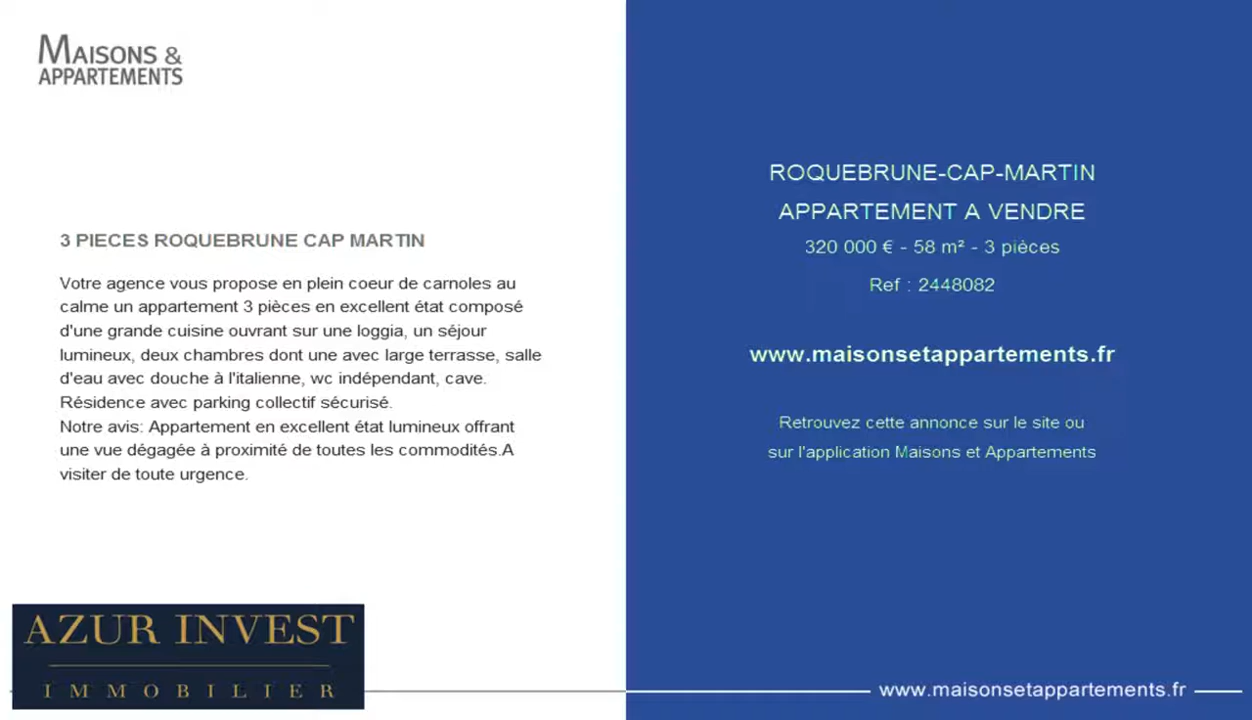 MAISONS &
APPARTEMENTS
3 PIECES ROQUEBRUNE CAP MARTIN
Votre agence vous propose en plein coeur de carnoles au
calme un appartement 3 pièces en excellent état composé
d'une grande cuisine ouvrant sur une loggia, un séjour
lumineux, deux chambres dont une avec large terrasse, salle
d'eau avec douche à l'italienne, wc indépendant, cave.
Résidence avec parking collectif sécurisé.
Notre avis: Appartement en excellent état lumineux offrant
une vue dégagée à proximité de toutes les commodités.A
visiter de toute urgence.
AZUR INVEST
IMMOBILIER
ROQUEBRUNE-CAP-MARTIN
APPARTEMENT A VENDRE
320 000 € - 58 m² - 3 pièces
Ref : 2448082
www.maisonsetappartements.fr
Retrouvez cette annonce sur le site ou
sur l'application Maisons et Appartements
www.maisonsetappartements.fr